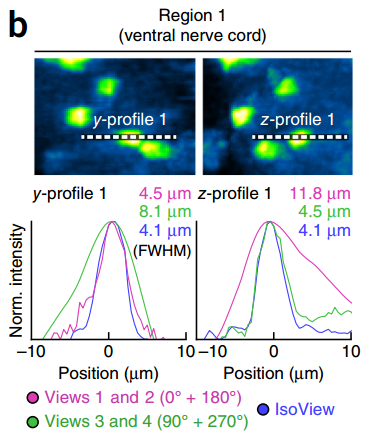 b
Region 1
(ventral nerve cord)
y-profile 1
z-profile 1
y-profile 1 4.5 μm
8.1 μm
4.1 μm
(FWHM)
z-profile 1 11.8 μm
4.5 μm
4.1 μm
Norm. intensity
−10 0 10
−10 0 10
Position (μm)
Position (μm)
Views 1 and 2 (0° + 180°)
Views 3 and 4 (90° + 270°)
IsoView